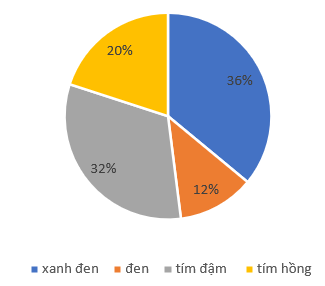 20%
36%
32%
12%
xanh đen đen tím đậm tím hồng